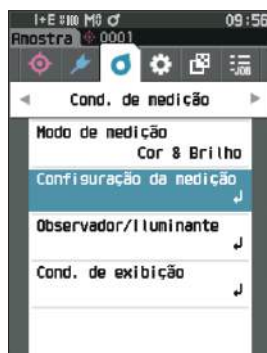 I+E M0 09:56
Amostra 0001
Cond. de medição
Modo de medição
Cor & Brilho
Configuração da medição
Observador/Iluminante
Cond. de exibição